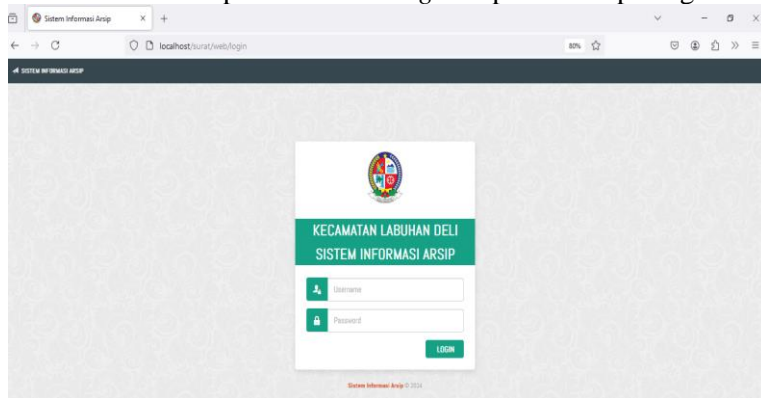 Sistem Informasi Arsip
localhost/surat/web/login
80%
SISTEM INFORMASI ARSIP
KECAMATAN LABUHAN DELI
SISTEM INFORMASI ARSIP
Username
Password
LOGIN
Sistem Informasi Arsip ©